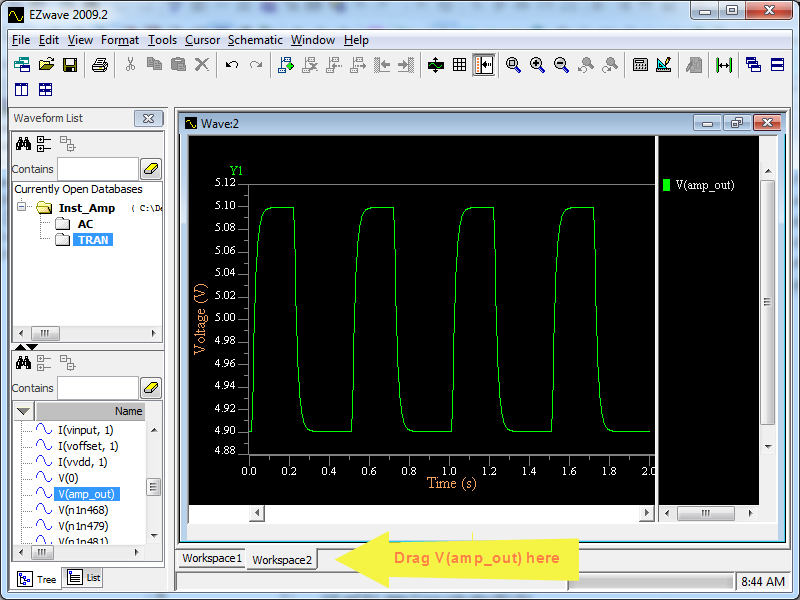 EZwave 2009.2
File Edit View Format Tools Cursor Schematic Window Help
Waveform List
Contains
Currently Open Databases
Inst_Amp ( C:\De
AC
TRAN
Contains
Name
I(vinput, 1)
I(voffset, 1)
I(vvdd, 1)
V(0)
V(amp_out)
V(n1n468)
V(n1n479)
V(n1n481)
Tree List
Wave:2
Y1
5.12
5.10
5.08
5.06
5.04
5.02
5.00
4.98
4.96
4.94
4.92
4.90
4.88
Voltage (V)
0.0 0.2 0.4 0.6 0.8 1.0 1.2 1.4 1.6 1.8 2.0
Time (s)
V(amp_out)
Workspace1 Workspace2
Drag V(amp_out) here
8:44 AM